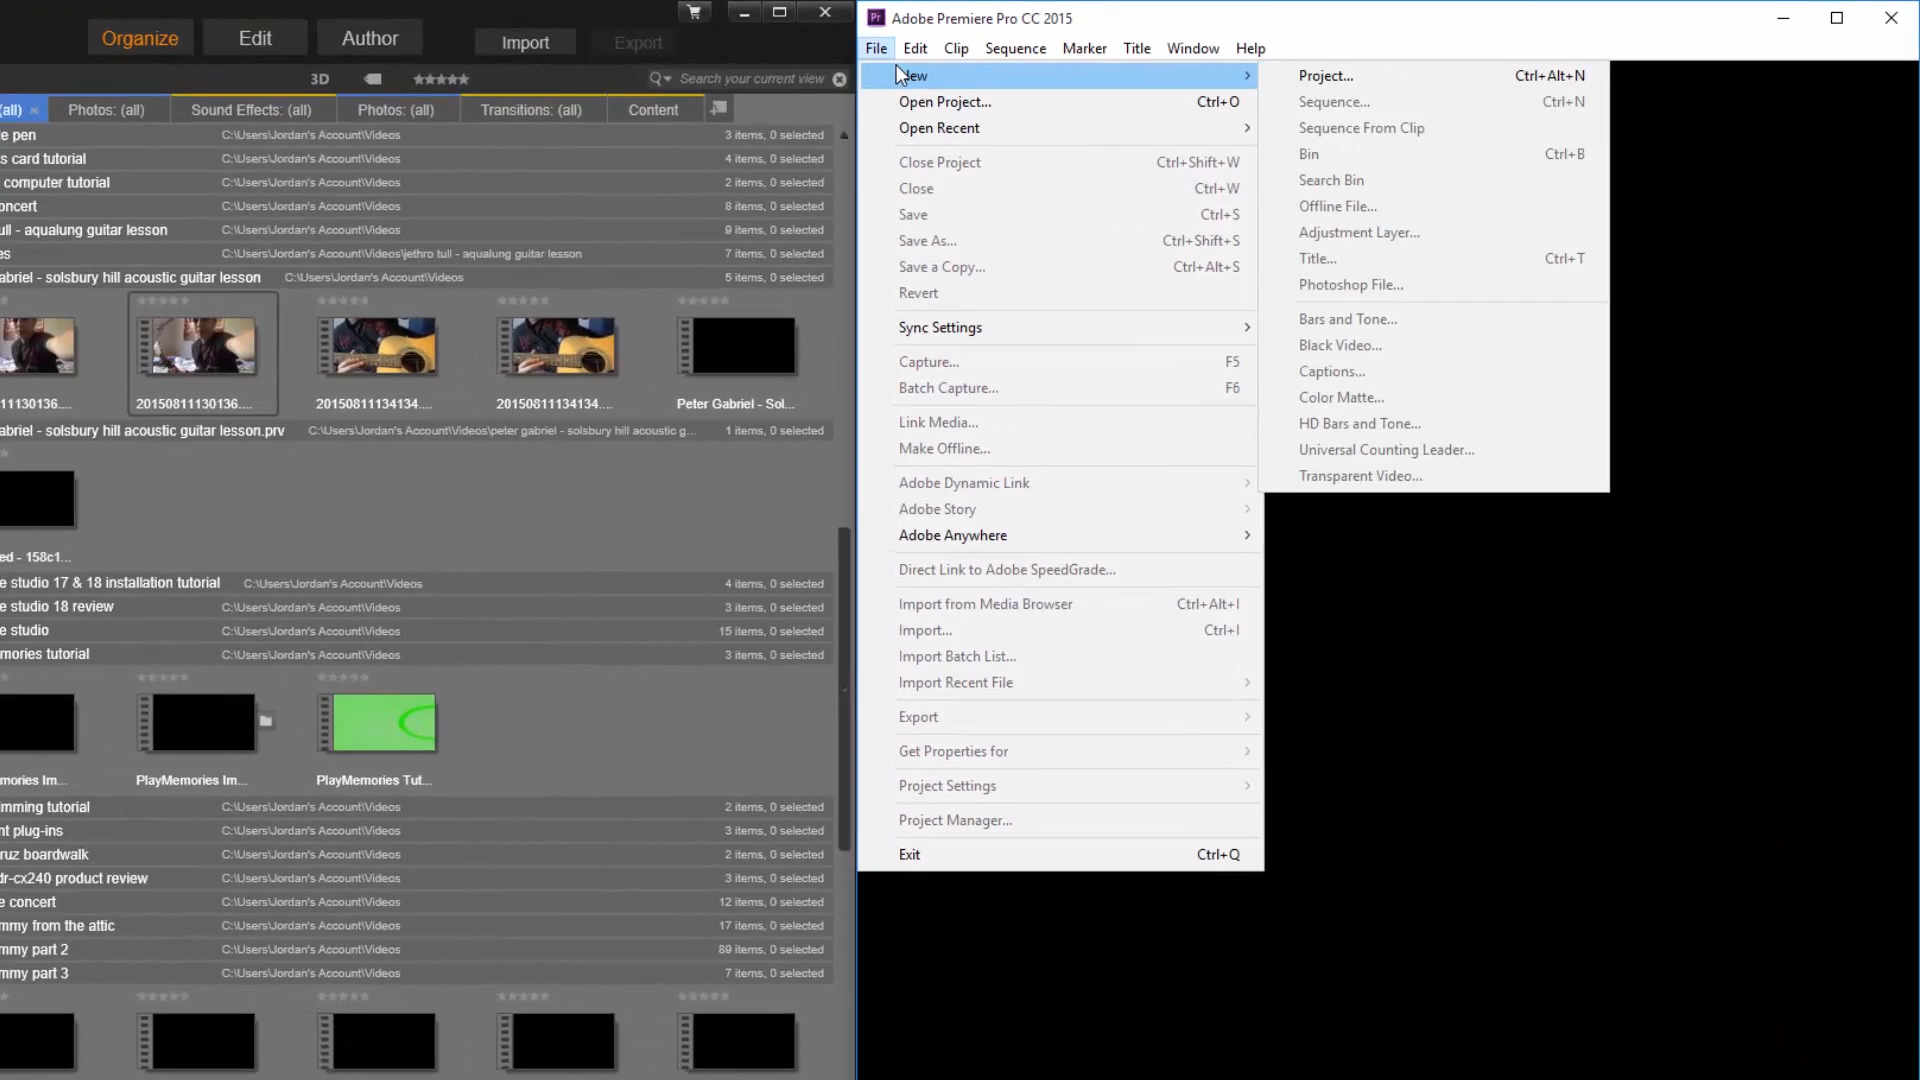 Organize Edit Author Import Export
3D Search your current view
(all) Photos: (all) Sound Effects: (all) Photos: (all) Transitions: (all) Content
le pen C:\Users\Jordan's Account\Videos 3 items, 0 selected
s card tutorial C:\Users\Jordan's Account\Videos 4 items, 0 selected
computer tutorial C:\Users\Jordan's Account\Videos 2 items, 0 selected
oncert C:\Users\Jordan's Account\Videos 8 items, 0 selected
ull - aqualung guitar lesson C:\Users\Jordan's Account\Videos 9 items, 0 selected
es C:\Users\Jordan's Account\Videos\jethro tull - aqualung guitar lesson 7 items, 0 selected
abriel - solsbury hill acoustic guitar lesson C:\Users\Jordan's Account\Videos 5 items, 0 selected
11130136.... 20150811130136.... 20150811134134.... 20150811134134.... Peter Gabriel - Sol...
abriel - solsbury hill acoustic guitar lesson.prv C:\Users\Jordan's Account\Videos\peter gabriel - solsbury hill acoustic g... 1 items, 0 selected
ed - 158c1...
e studio 17 & 18 installation tutorial C:\Users\Jordan's Account\Videos 4 items, 0 selected
e studio 18 review C:\Users\Jordan's Account\Videos 3 items, 0 selected
e studio C:\Users\Jordan's Account\Videos 15 items, 0 selected
mories tutorial C:\Users\Jordan's Account\Videos 3 items, 0 selected
mories Im... PlayMemories Im... PlayMemories Tut...
imming tutorial C:\Users\Jordan's Account\Videos 2 items, 0 selected
nt plug-ins C:\Users\Jordan's Account\Videos 3 items, 0 selected
ruz boardwalk C:\Users\Jordan's Account\Videos 2 items, 0 selected
dr-cx240 product review C:\Users\Jordan's Account\Videos 3 items, 0 selected
e concert C:\Users\Jordan's Account\Videos 12 items, 0 selected
mmy from the attic C:\Users\Jordan's Account\Videos 17 items, 0 selected
mmy part 2 C:\Users\Jordan's Account\Videos 89 items, 0 selected
mmy part 3 C:\Users\Jordan's Account\Videos 7 items, 0 selected
Pr Adobe Premiere Pro CC 2015
File Edit Clip Sequence Marker Title Window Help
ew
Open Project... Ctrl+O
Open Recent
Close Project Ctrl+Shift+W
Close Ctrl+W
Save Ctrl+S
Save As... Ctrl+Shift+S
Save a Copy... Ctrl+Alt+S
Revert
Sync Settings
Capture... F5
Batch Capture... F6
Link Media...
Make Offline...
Adobe Dynamic Link
Adobe Story
Adobe Anywhere
Direct Link to Adobe SpeedGrade...
Import from Media Browser Ctrl+Alt+I
Import... Ctrl+I
Import Batch List...
Import Recent File
Export
Get Properties for
Project Settings
Project Manager...
Exit Ctrl+Q
Project... Ctrl+Alt+N
Sequence... Ctrl+N
Sequence From Clip
Bin Ctrl+B
Search Bin
Offline File...
Adjustment Layer...
Title... Ctrl+T
Photoshop File...
Bars and Tone...
Black Video...
Captions...
Color Matte...
HD Bars and Tone...
Universal Counting Leader...
Transparent Video...